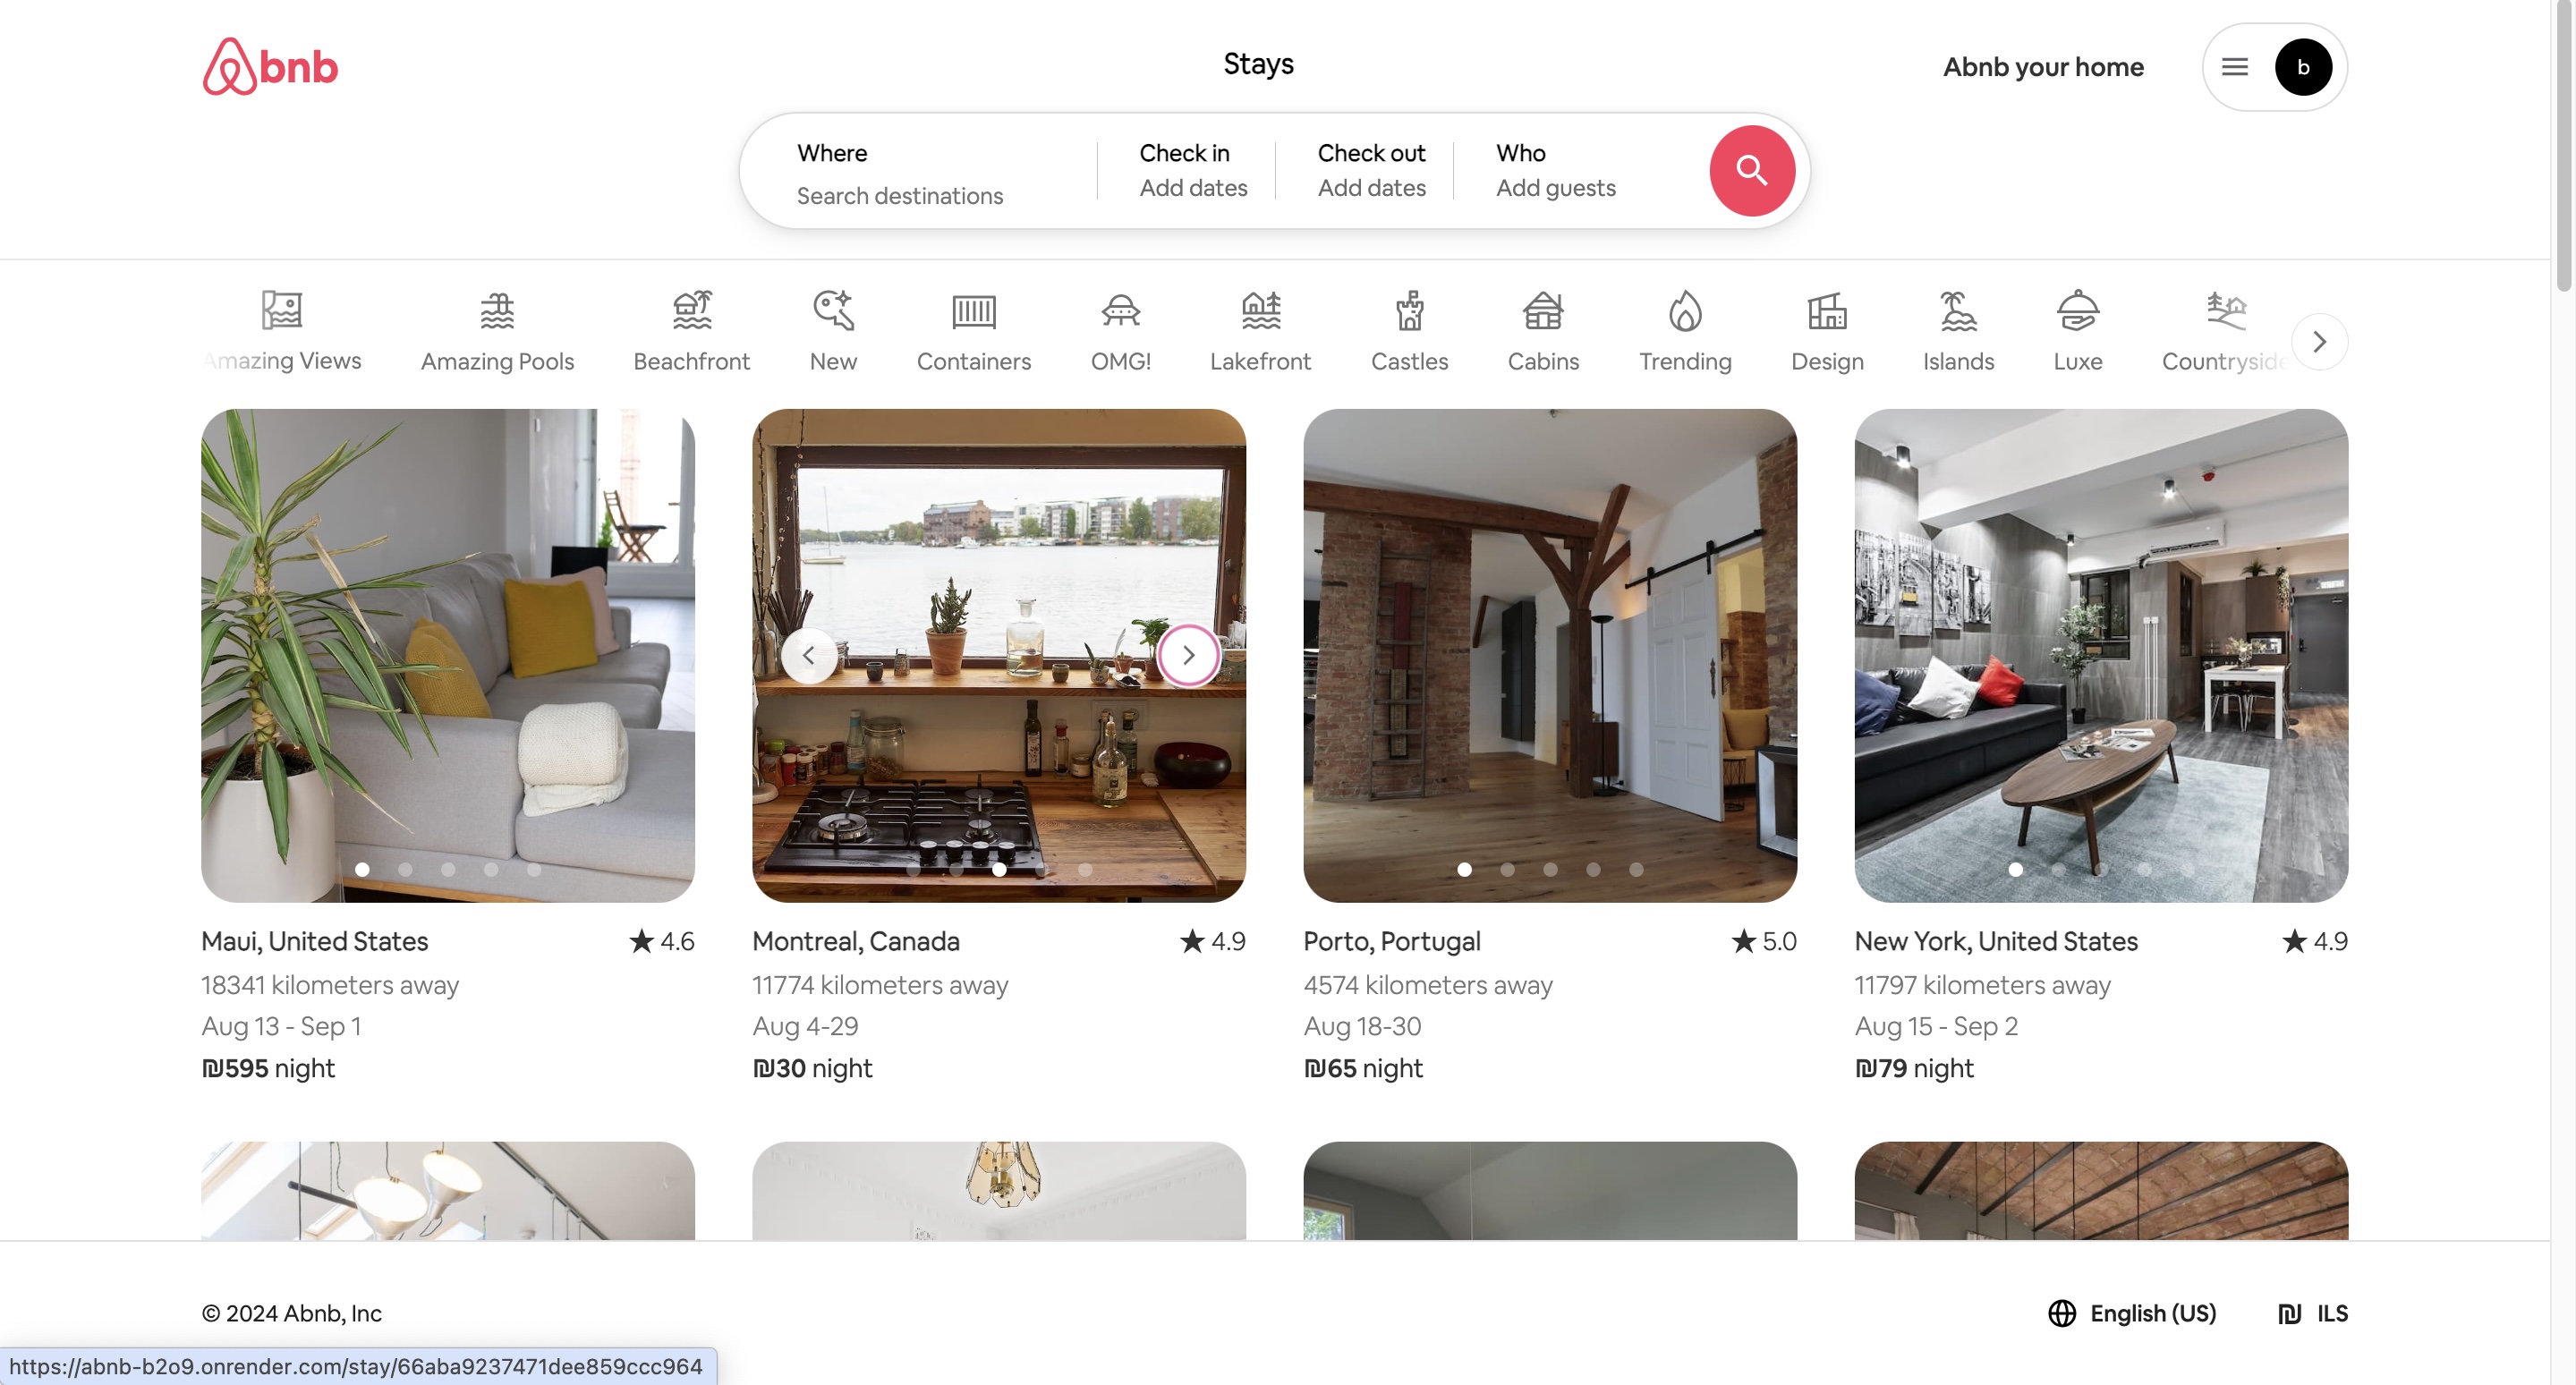 bnb
Stays
Abnb your home
b
Where
Search destinations
Check in
Add dates
Check out
Add dates
Who
Add guests
Amazing Views
Amazing Pools
Beachfront
New
Containers
OMG!
Lakefront
Castles
Cabins
Trending
Design
Islands
Luxe
Countryside
Maui, United States
★ 4.6
18341 kilometers away
Aug 13 - Sep 1
₪595 night
Montreal, Canada
★ 4.9
11774 kilometers away
Aug 4-29
₪30 night
Porto, Portugal
★ 5.0
4574 kilometers away
Aug 18-30
₪65 night
New York, United States
★ 4.9
11797 kilometers away
Aug 15 - Sep 2
₪79 night
© 2024 Abnb, Inc
English (US)
₪ ILS
https://abnb-b2o9.onrender.com/stay/66aba9237471dee859ccc964